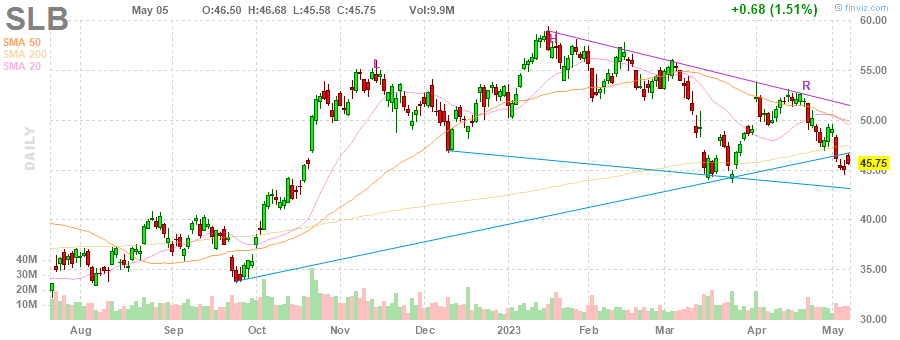 SLB May 05 O:46.50 H:46.68 L:45.58 C:45.75 Vol:9.9M +0.68 (1.51%) © finviz.com
SMA 50
SMA 200
SMA 20
DAILY
60.00
55.00
50.00
45.75
45.00
40.00
35.00
30.00
40M
30M
20M
10M
L
R
Aug Sep Oct Nov Dec 2023 Feb Mar Apr May